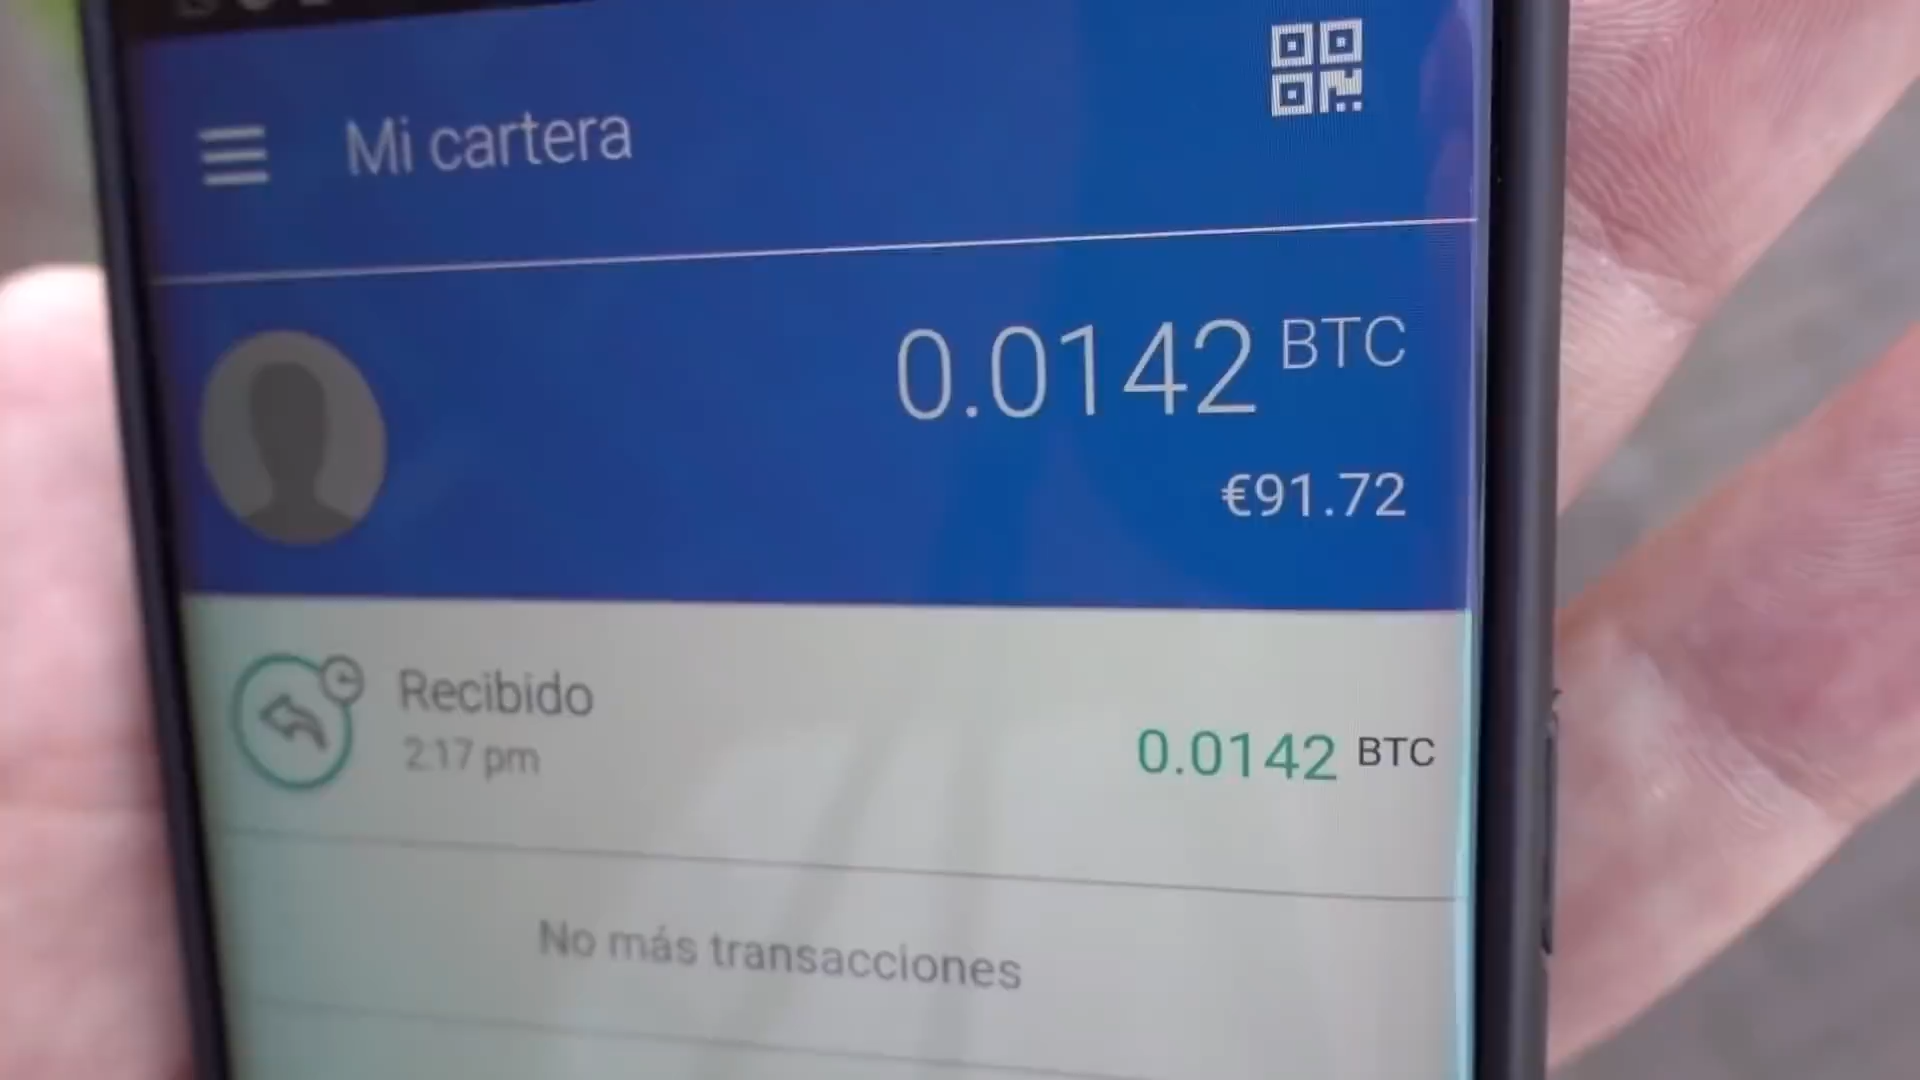 Mi cartera
0.0142 BTC
€91.72
Recibido
2:17 pm
0.0142 BTC
No más transacciones